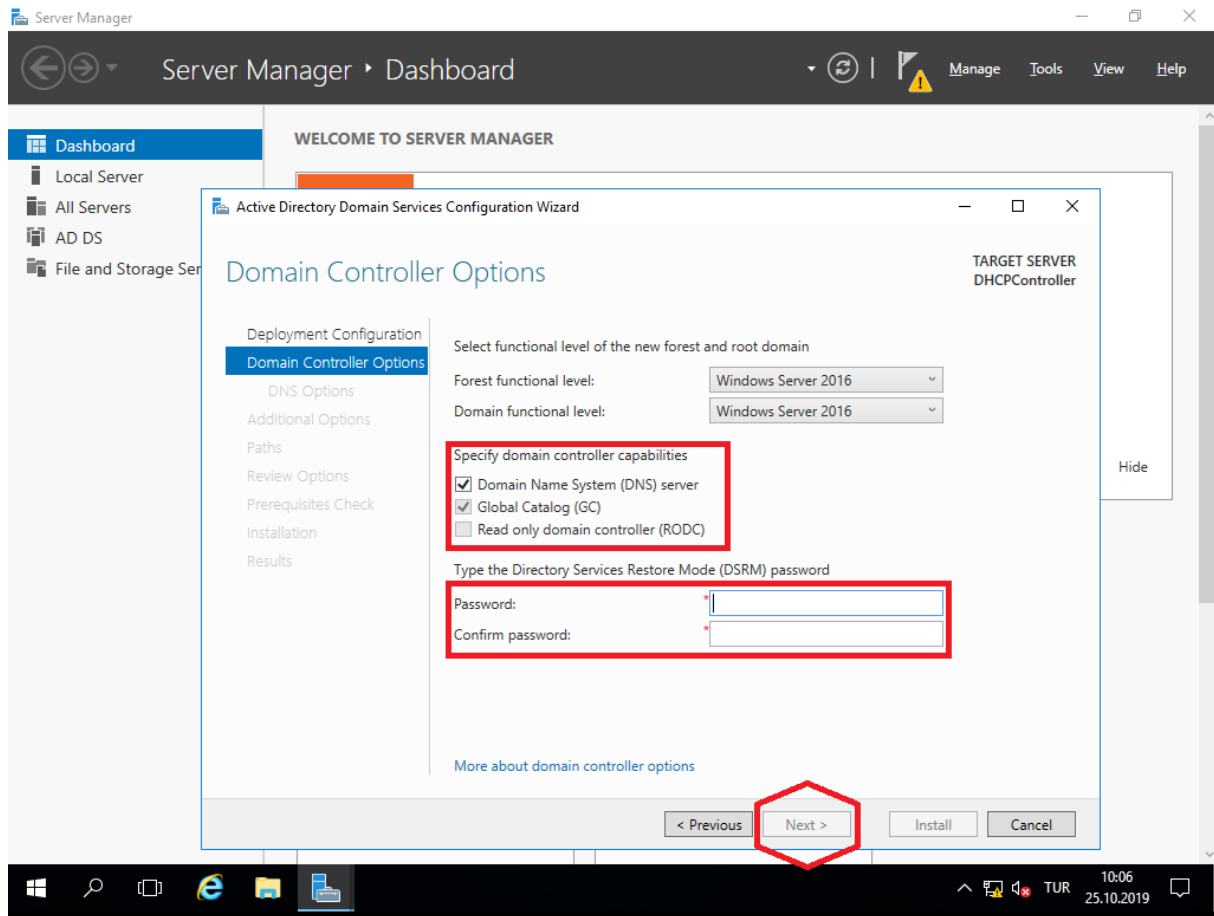 Server Manager
Server Manager ‣ Dashboard
Manage Tools View Help
Dashboard
Local Server
All Servers
AD DS
File and Storage Ser
WELCOME TO SERVER MANAGER
Hide
Active Directory Domain Services Configuration Wizard
Domain Controller Options
TARGET SERVER
DHCPController
Deployment Configuration
Domain Controller Options
DNS Options
Additional Options
Paths
Review Options
Prerequisites Check
Installation
Results
Select functional level of the new forest and root domain
Forest functional level: Windows Server 2016
Domain functional level: Windows Server 2016
Specify domain controller capabilities
Domain Name System (DNS) server
Global Catalog (GC)
Read only domain controller (RODC)
Type the Directory Services Restore Mode (DSRM) password
Password: *
Confirm password: *
More about domain controller options
< Previous Next > Install Cancel
TUR
10:06
25.10.2019